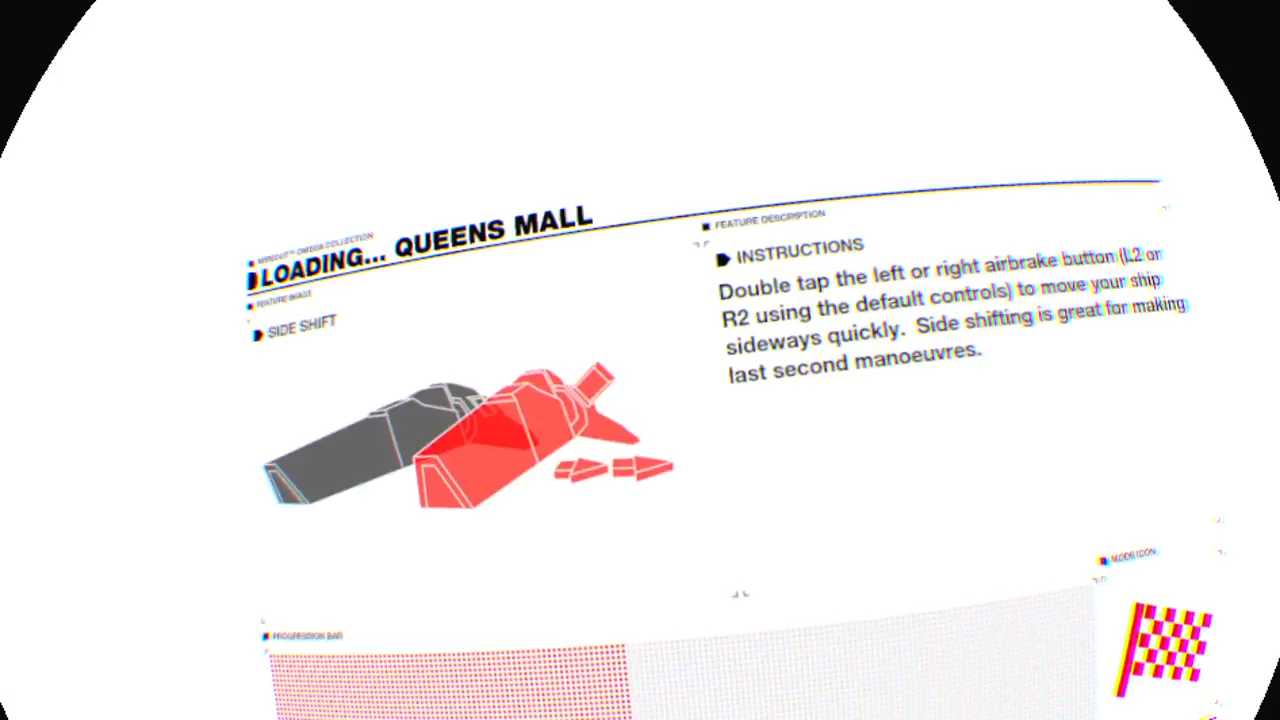 WIPEOUT™ OMEGA COLLECTION
LOADING... QUEENS MALL
FEATURE IMAGE
SIDE SHIFT
FEATURE DESCRIPTION
INSTRUCTIONS
Double tap the left or right airbrake button (L2 or
R2 using the default controls) to move your ship
sideways quickly.  Side shifting is great for making
last second manoeuvres.
MODE ICON
PROGRESSION BAR